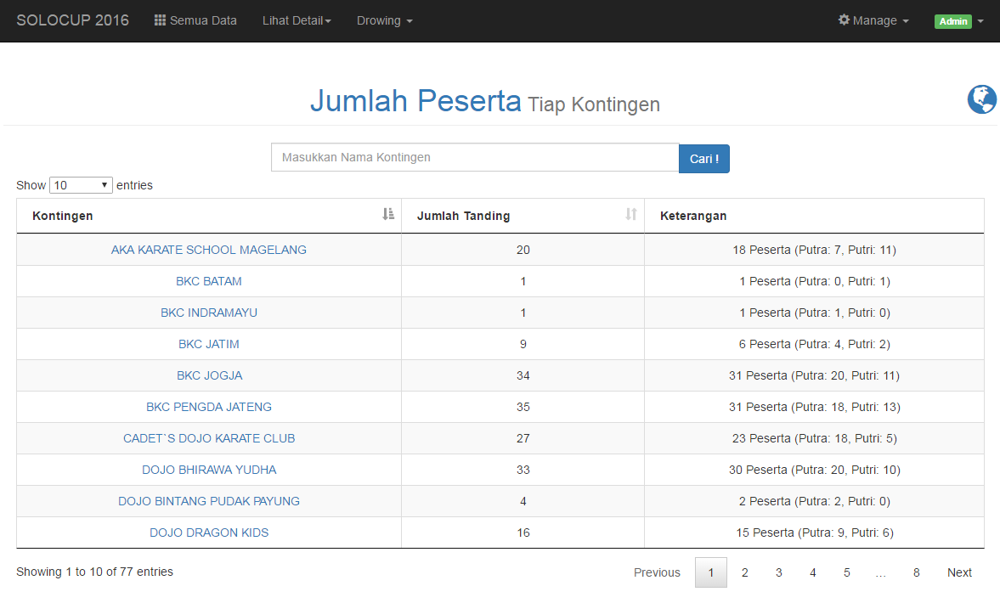 SOLOCUP 2016 Semua Data Lihat Detail Drowing Manage Admin
Jumlah Peserta Tiap Kontingen
Masukkan Nama Kontingen Cari !
Show 10 entries
Kontingen Jumlah Tanding Keterangan
AKA KARATE SCHOOL MAGELANG 20 18 Peserta (Putra: 7, Putri: 11)
BKC BATAM 1 1 Peserta (Putra: 0, Putri: 1)
BKC INDRAMAYU 1 1 Peserta (Putra: 1, Putri: 0)
BKC JATIM 9 6 Peserta (Putra: 4, Putri: 2)
BKC JOGJA 34 31 Peserta (Putra: 20, Putri: 11)
BKC PENGDA JATENG 35 31 Peserta (Putra: 18, Putri: 13)
CADET`S DOJO KARATE CLUB 27 23 Peserta (Putra: 18, Putri: 5)
DOJO BHIRAWA YUDHA 33 30 Peserta (Putra: 20, Putri: 10)
DOJO BINTANG PUDAK PAYUNG 4 2 Peserta (Putra: 2, Putri: 0)
DOJO DRAGON KIDS 16 15 Peserta (Putra: 9, Putri: 6)
Showing 1 to 10 of 77 entries Previous 1 2 3 4 5 … 8 Next